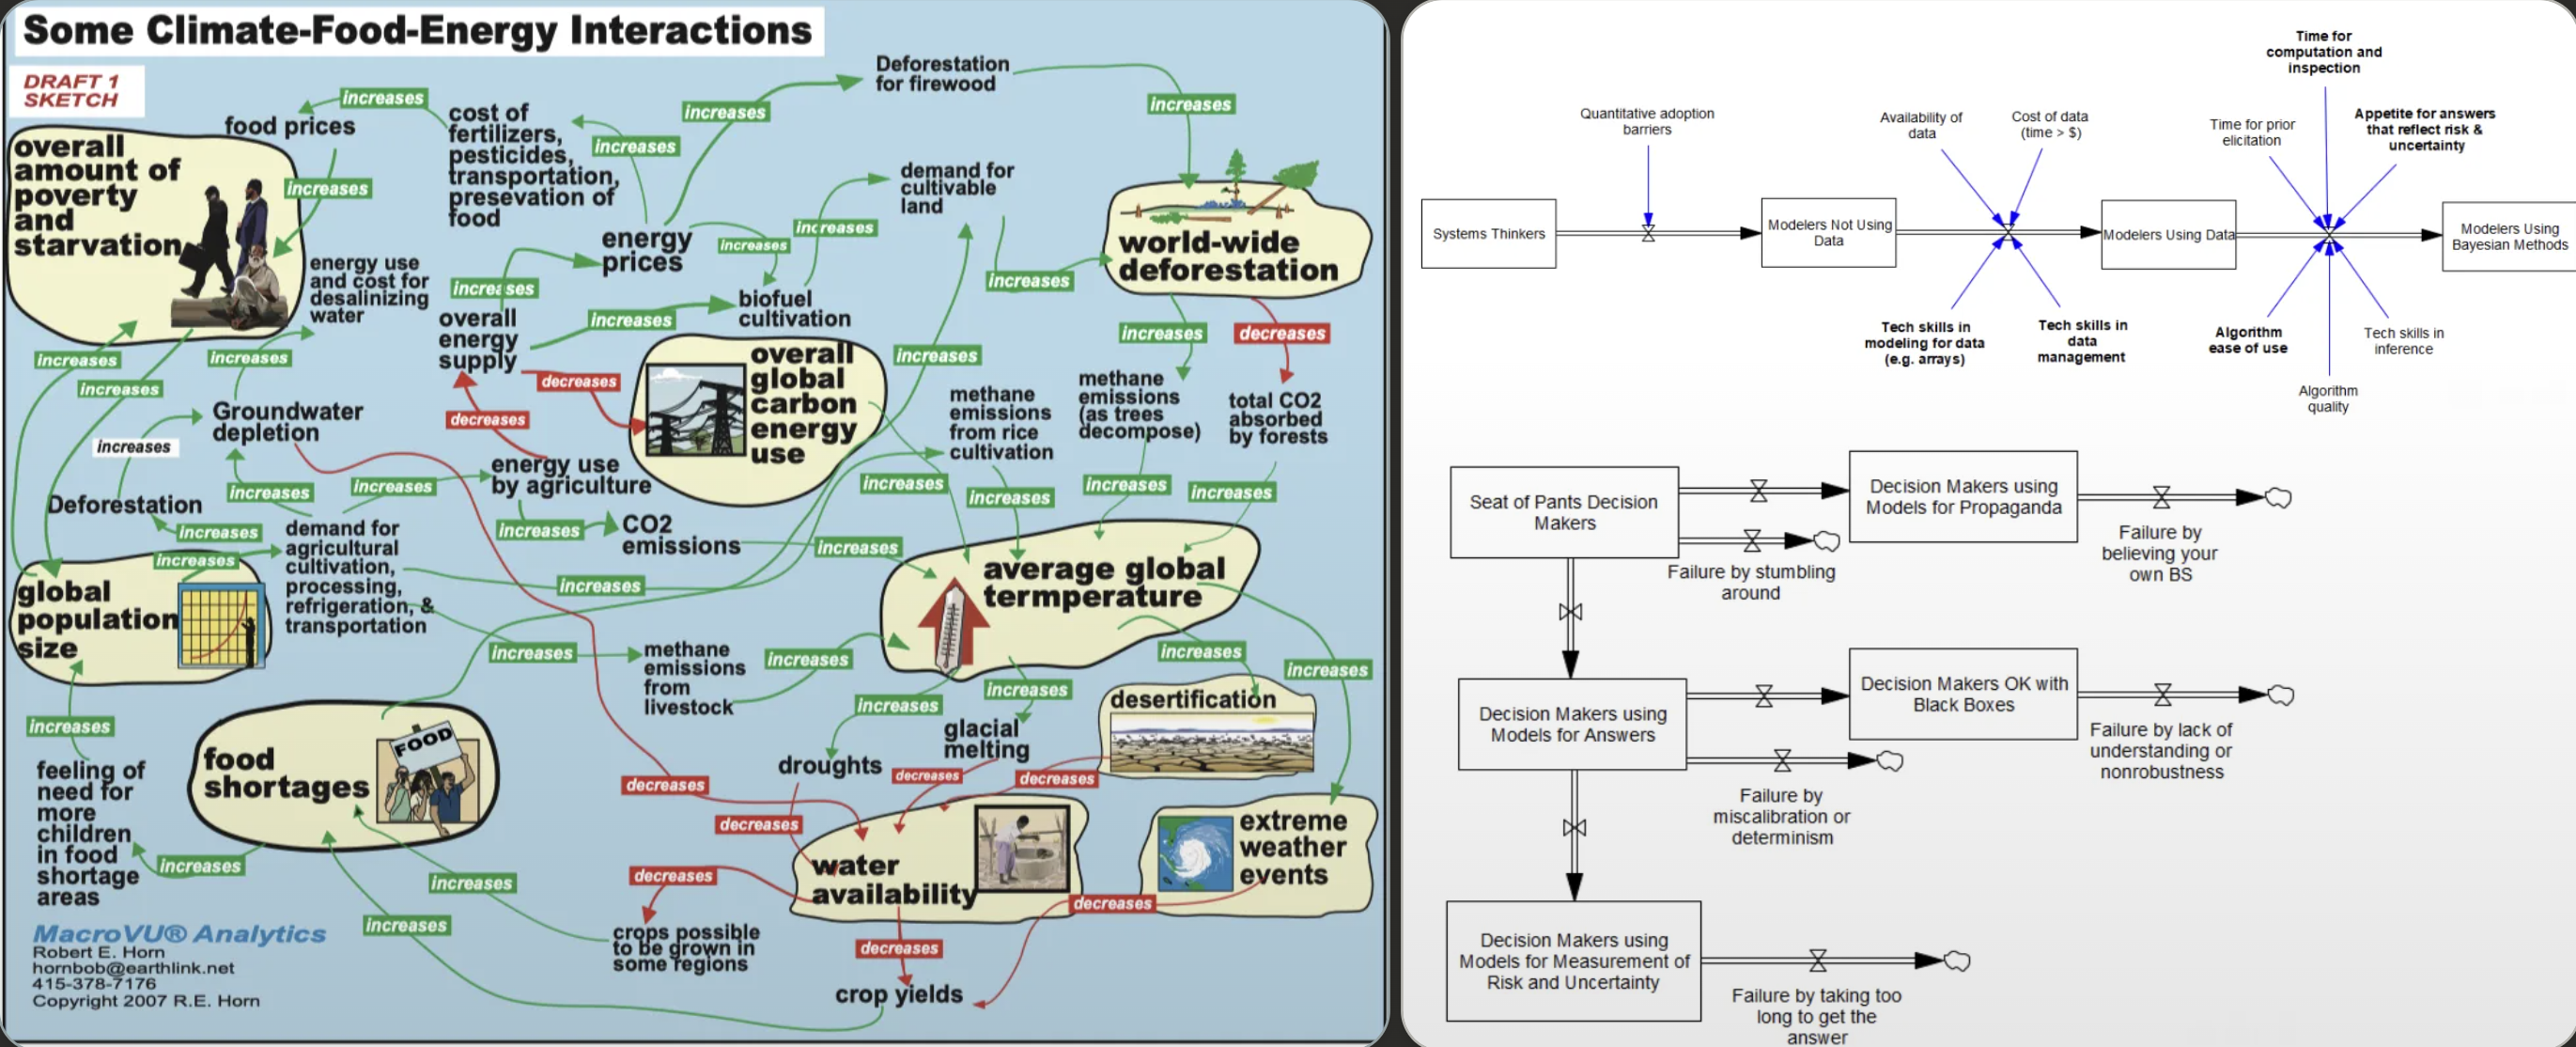 Some Climate-Food-Energy Interactions
DRAFT 1
SKETCH
food prices
increases
cost of
fertilizers,
pesticides,
transportation,
presevation of
food
increases
increases
Deforestation
for firewood
increases
overall
amount of
poverty
and
starvation
increases
energy use
and cost for
desalinizing
water
energy
prices
increases
increases
demand for
cultivable
land
increases
world-wide
deforestation
increases
overall
energy
supply
increases
biofuel
cultivation
increases
decreases
increases
increases
increases
decreases
decreases
overall
global
carbon
energy
use
increases
methane
emissions
from rice
cultivation
methane
emissions
(as trees
decompose)
total CO2
absorbed
by forests
Groundwater
depletion
increases
Deforestation
increases
increases
energy use
by agriculture
increases
increases
increases
increases
increases
CO2
emissions
increases
increases
increases
demand for
agricultural
cultivation,
processing,
refrigeration, &
transportation
increases
average global
termperature
global
population
size
increases
methane
emissions
from
livestock
increases
increases
increases
increases
increases
desertification
glacial
melting
droughts
decreases
decreases
decreases
decreases
increases
feeling of
need for
more
children
in food
shortage
areas
food
shortages
FOOD
increases
increases
increases
decreases
water
availability
extreme
weather
events
decreases
decreases
crops possible
to be grown in
some regions
crop yields
MacroVU® Analytics
Robert E. Horn
hornbob@earthlink.net
415-378-7176
Copyright 2007 R.E. Horn
Time for
computation and
inspection
Quantitative adoption
barriers
Availability of
data
Cost of data
(time > $)
Time for prior
elicitation
Appetite for answers
that reflect risk &
uncertainty
Systems Thinkers
Modelers Not Using
Data
Modelers Using Data
Modelers Using
Bayesian Methods
Tech skills in
modeling for data
(e.g. arrays)
Tech skills in
data
management
Algorithm
ease of use
Tech skills in
inference
Algorithm
quality
Seat of Pants Decision
Makers
Decision Makers using
Models for Propaganda
Failure by
believing your
own BS
Failure by stumbling
around
Decision Makers using
Models for Answers
Decision Makers OK with
Black Boxes
Failure by lack of
understanding or
nonrobustness
Failure by
miscalibration or
determinism
Decision Makers using
Models for Measurement of
Risk and Uncertainty
Failure by taking too
long to get the
answer